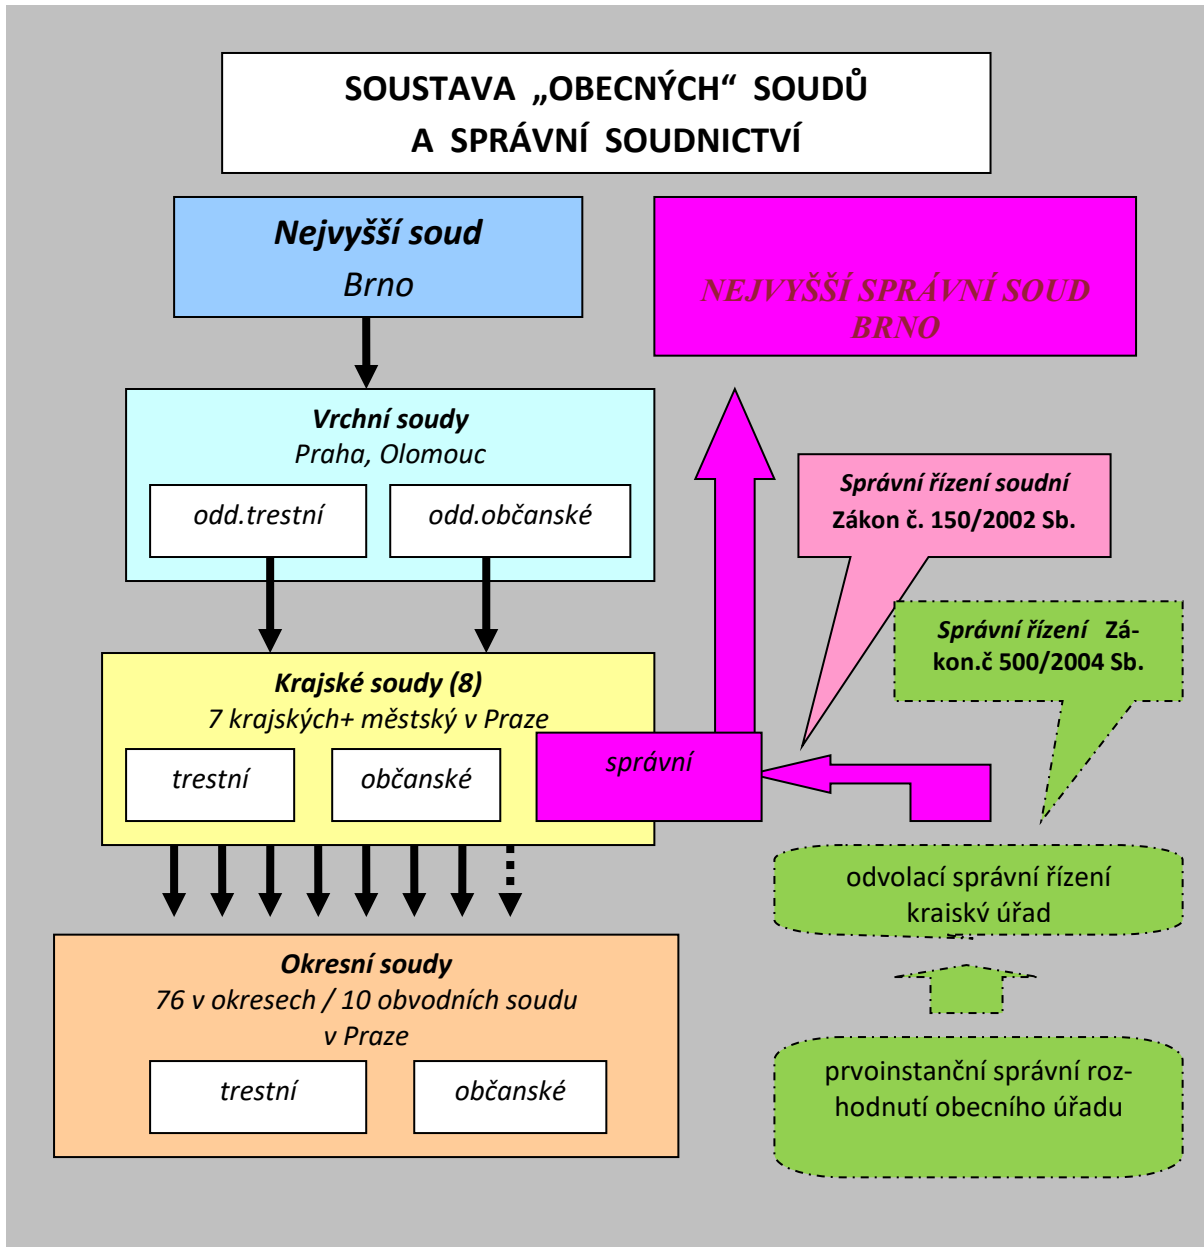 SOUSTAVA „OBECNÝCH“ SOUDŮ
A SPRÁVNÍ SOUDNICTVÍ
Nejvyšší soud
Brno
NEJVYŠŠÍ SPRÁVNÍ SOUD
BRNO
Vrchní soudy
Praha, Olomouc
odd.trestní
odd.občanské
Správní řízení soudní
Zákon č. 150/2002 Sb.
Správní řízení Zá-
kon.č 500/2004 Sb.
Krajské soudy (8)
7 krajských+ městský v Praze
trestní
občanské
správní
odvolací správní řízení
krajský úřad
Okresní soudy
76 v okresech / 10 obvodních soudu
v Praze
trestní
občanské
prvoinstanční správní roz-
hodnutí obecního úřadu